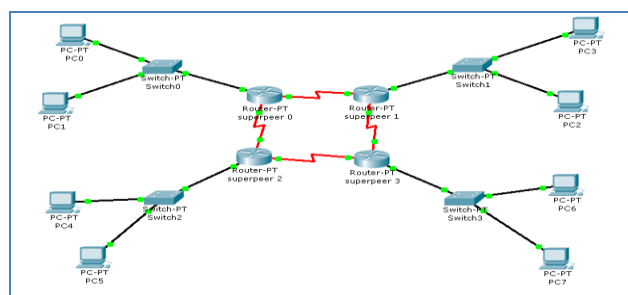 PC-PT
PC0
PC-PT
PC1
Switch-PT
Switch0
Router-PT
superpeer 0
Router-PT
superpeer 1
Switch-PT
Switch1
PC-PT
PC3
PC-PT
PC2
Router-PT
superpeer 2
Router-PT
superpeer 3
PC-PT
PC4
Switch-PT
Switch2
PC-PT
PC5
Switch-PT
Switch3
PC-PT
PC6
PC-PT
PC7